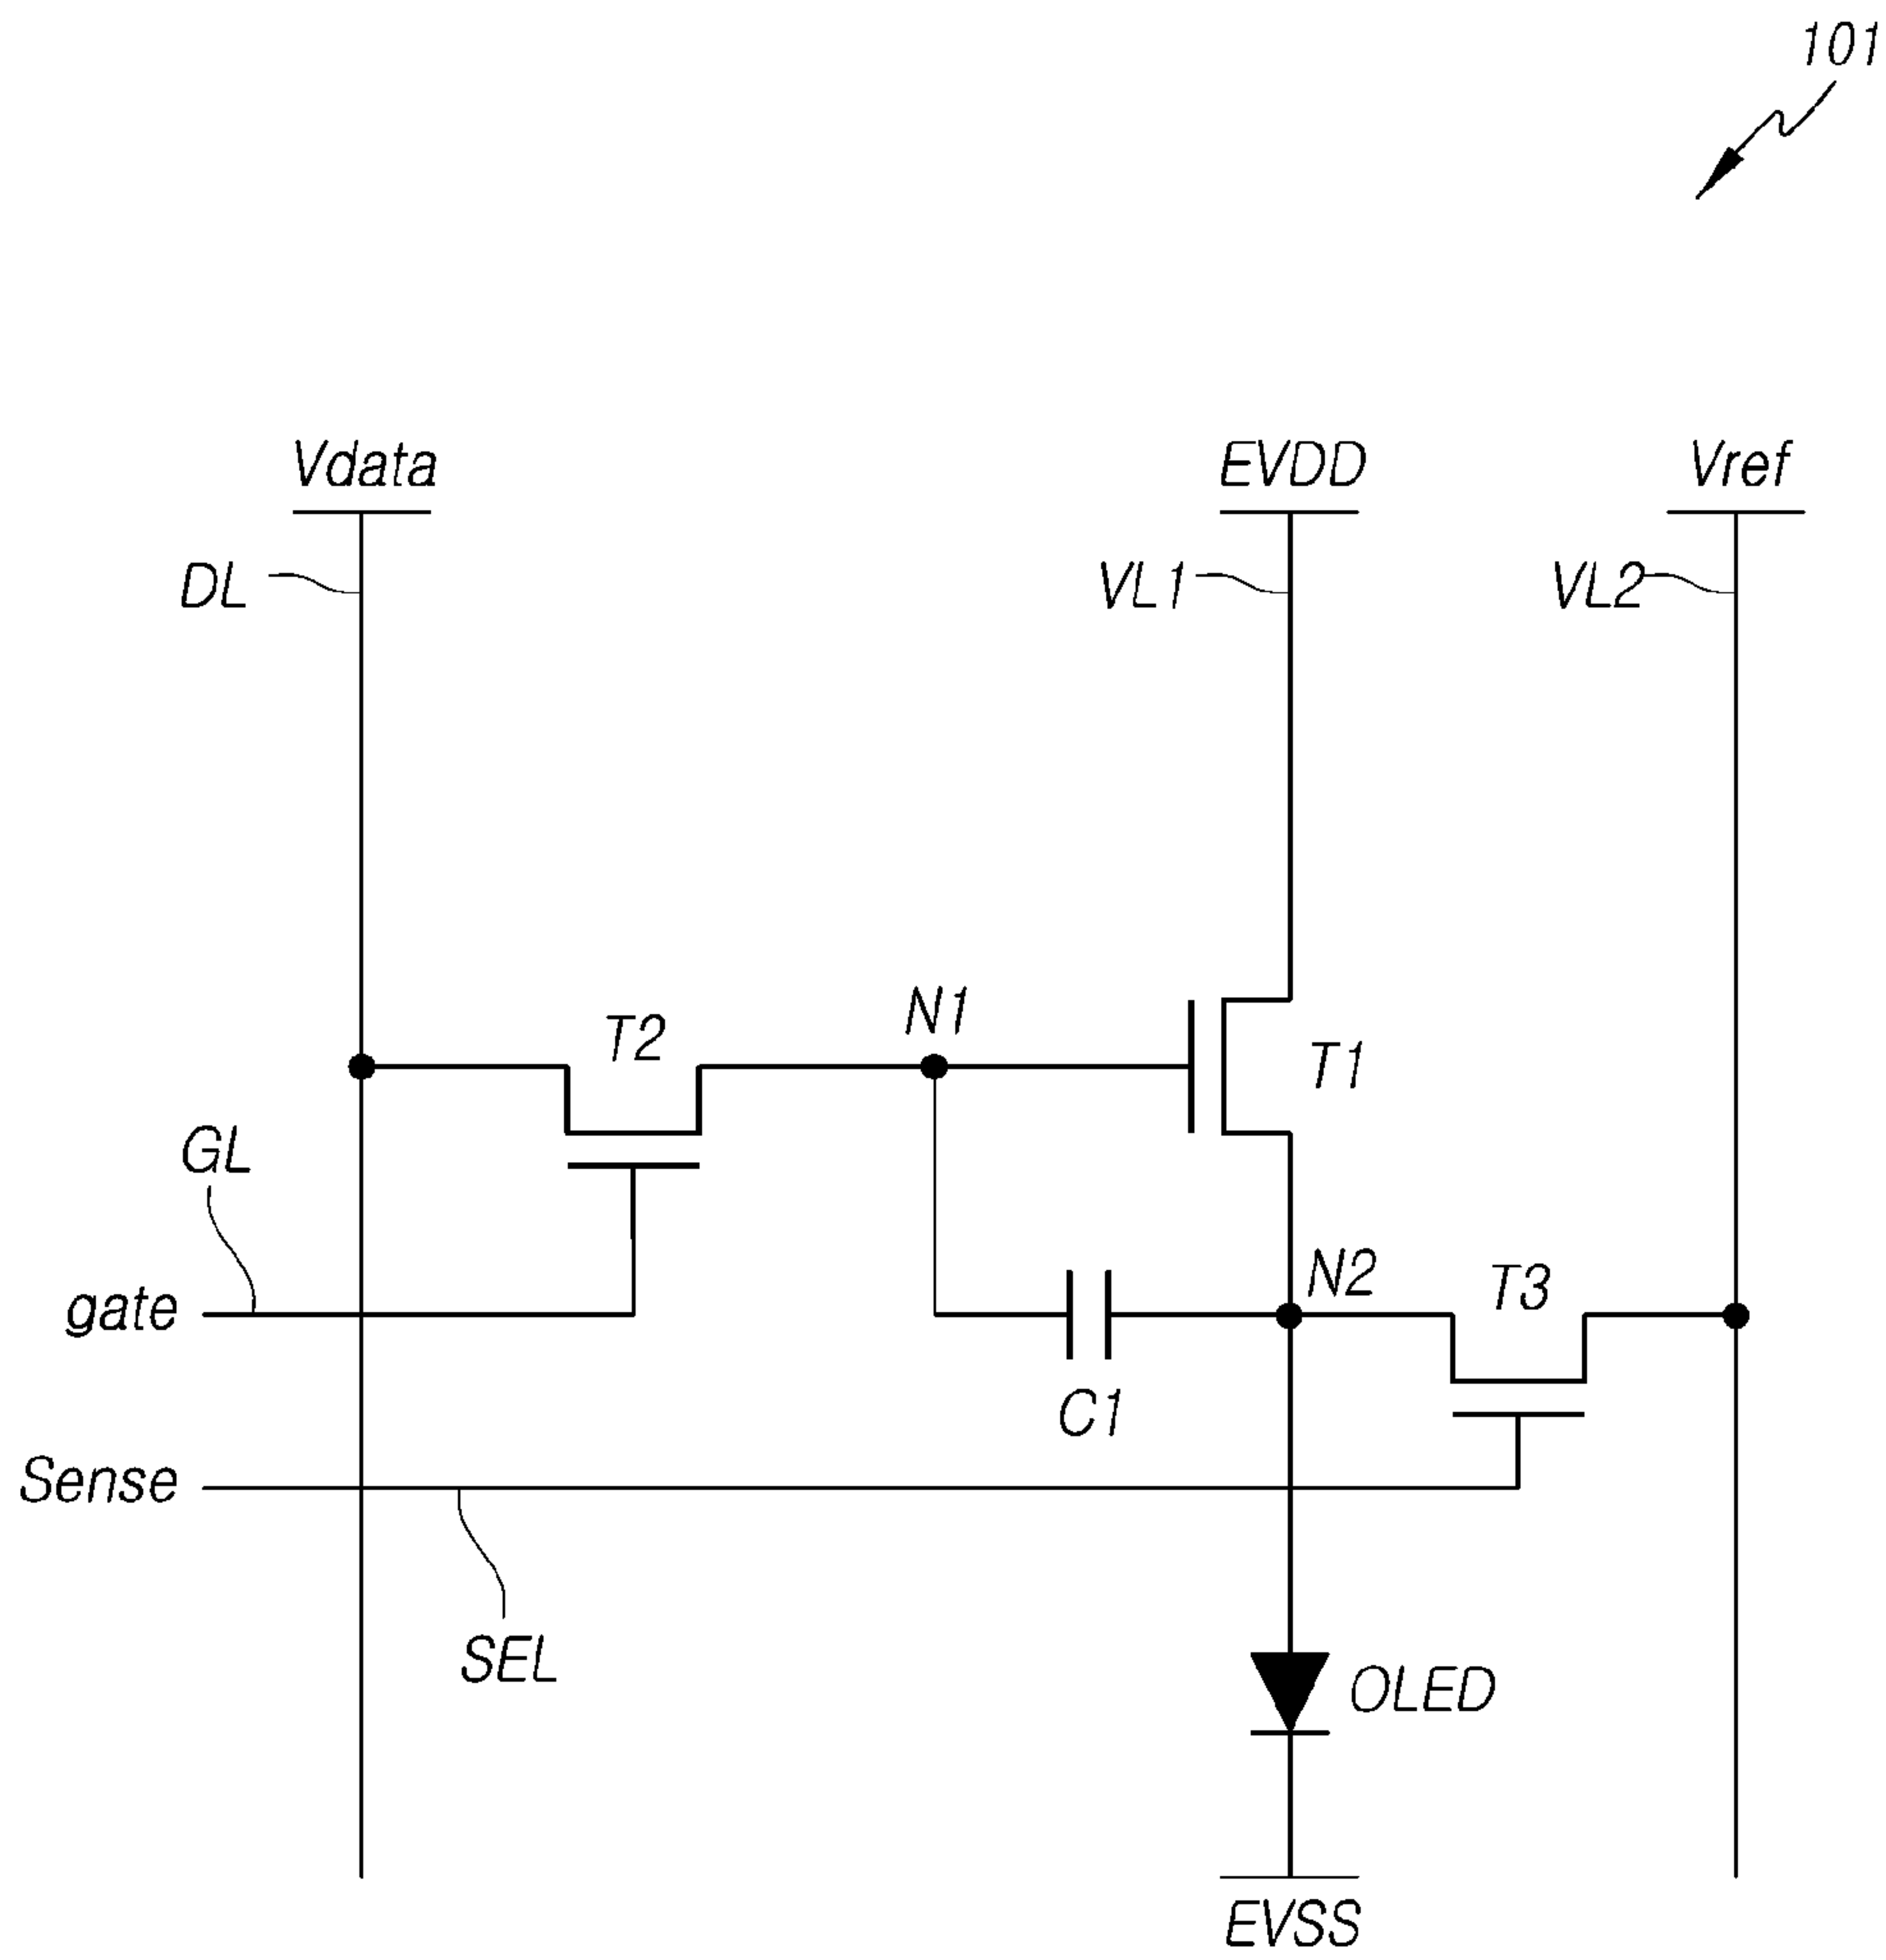 101
Vdata
EVDD
Vref
DL
VL1
VL2
N1
T2
T1
GL
N2
T3
gate
C1
Sense
SEL
OLED
EVSS